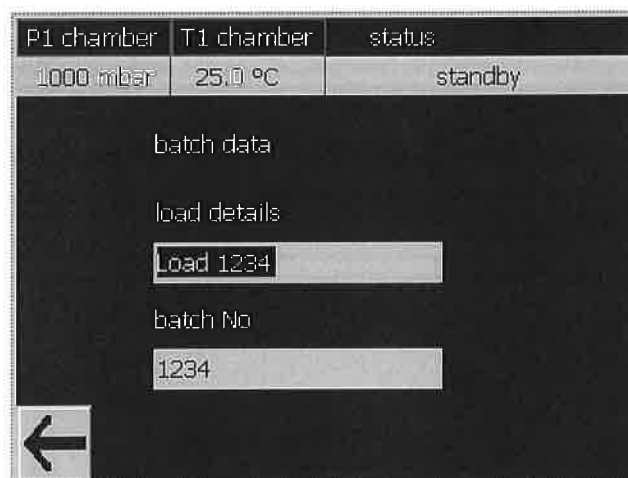 P1 chamber T1 chamber status
1000 mbar 25.0 ºC standby
batch data
load details
Load 1234
batch No
1234